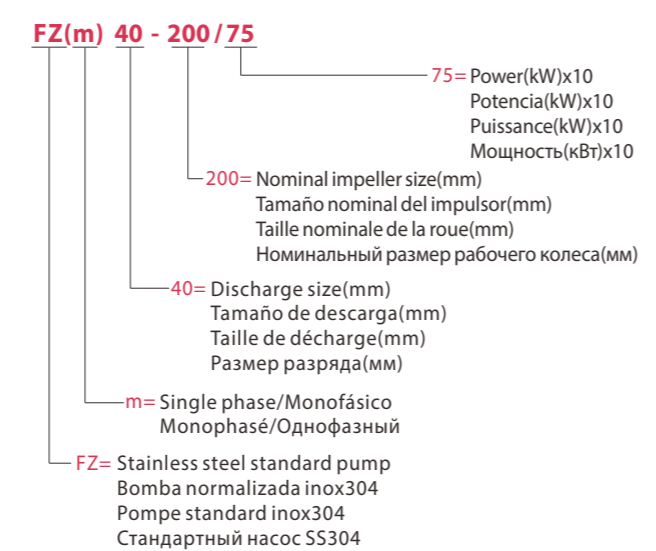 FZ(m) 40 - 200/75
75= Power(kW)x10
Potencia(kW)x10
Puissance(kW)x10
Мощность(кВт)x10
200= Nominal impeller size(mm)
Tamaño nominal del impulsor(mm)
Taille nominale de la roue(mm)
Номинальный размер рабочего колеса(мм)
40= Discharge size(mm)
Tamaño de descarga(mm)
Taille de décharge(mm)
Размер разряда(мм)
m= Single phase/Monofásico
Monophasé/Однофазный
FZ= Stainless steel standard pump
Bomba normalizada inox304
Pompe standard inox304
Стандартный насос SS304